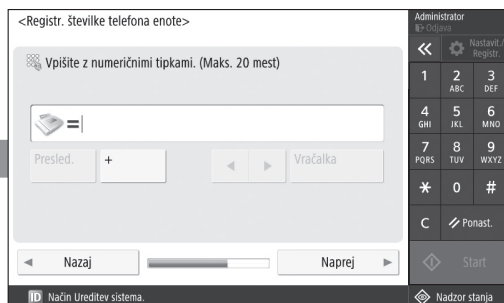 <Registr. številke telefona enote>
Vpišite z numeričnimi tipkami. (Maks. 20 mest)
=
Presled.
+
Vračalka
Nazaj
Naprej
ID Način Ureditev sistema.
Administrator
Odjava
Nastavit./
Registr.
1 2 3
ABC DEF
4 5 6
GHI JKL MNO
7 8 9
PQRS TUV WXYZ
* 0 #
C Ponast.
Start
Nadzor stanja